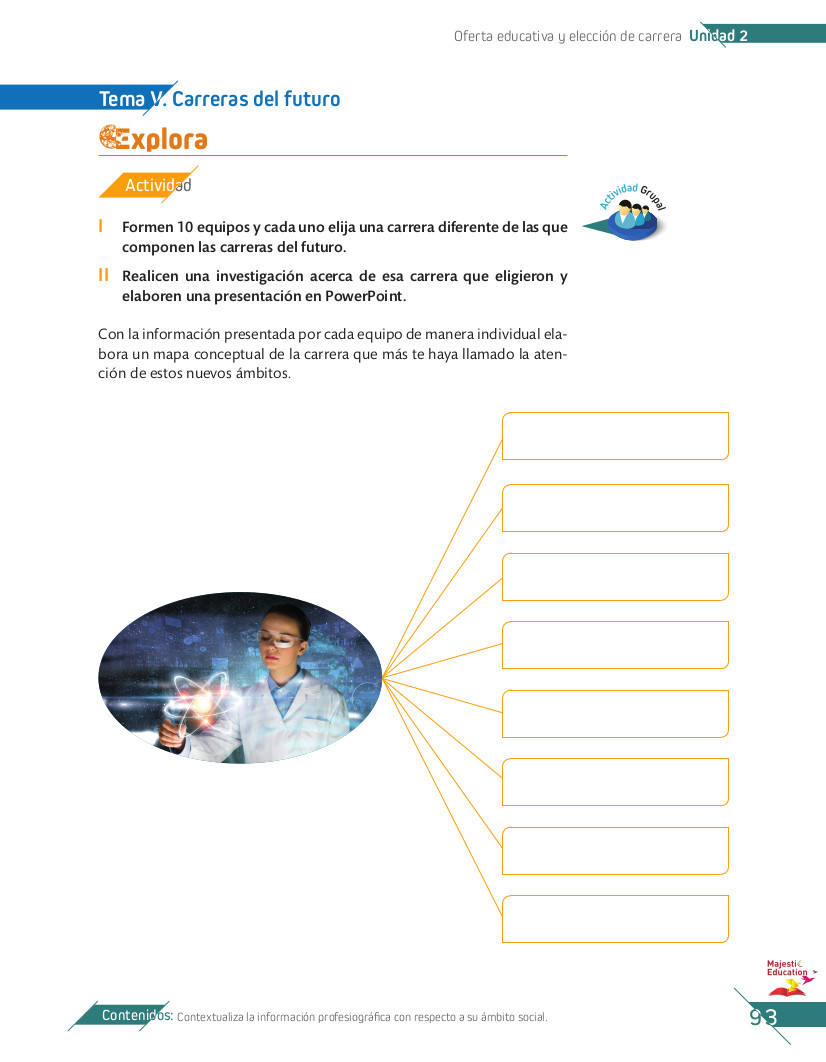 Oferta educativa y elección de carrera Unidad 2
Tema V. Carreras del futuro
Explora
Actividad
Actividad Grupal
I Formen 10 equipos y cada uno elija una carrera diferente de las que
componen las carreras del futuro.
II Realicen una investigación acerca de esa carrera que eligieron y
elaboren una presentación en PowerPoint.
Con la información presentada por cada equipo de manera individual ela-
bora un mapa conceptual de la carrera que más te haya llamado la aten-
ción de estos nuevos ámbitos.
Majestic
Education
Contenidos: Contextualiza la información profesiográfica con respecto a su ámbito social.
93